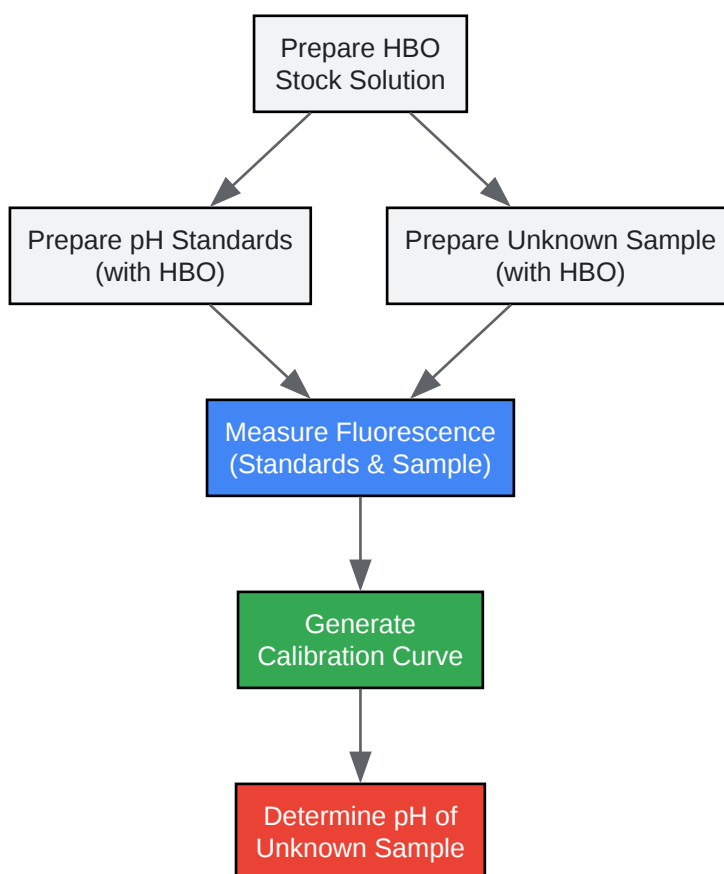 Prepare HBO
Stock Solution
Prepare pH Standards
(with HBO)
Prepare Unknown Sample
(with HBO)
Measure Fluorescence
(Standards & Sample)
Generate
Calibration Curve
Determine pH of
Unknown Sample